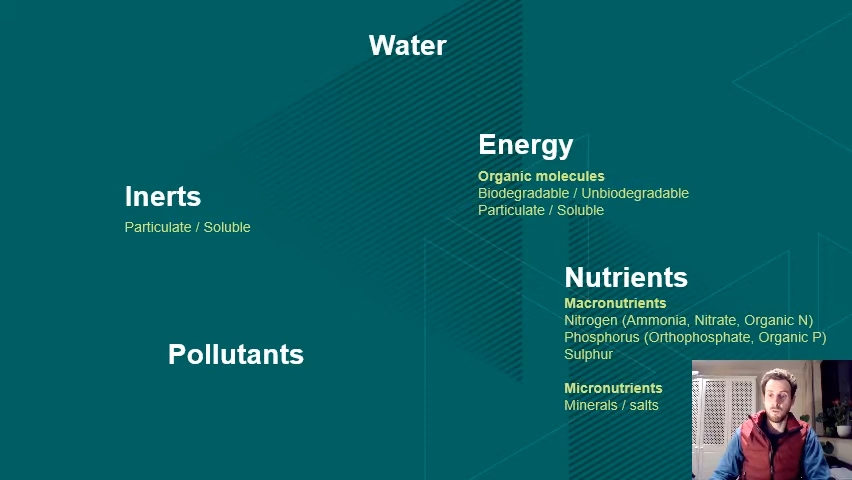 Water
Energy
Organic molecules
Biodegradable / Unbiodegradable
Particulate / Soluble
Inerts
Particulate / Soluble
Nutrients
Macronutrients
Nitrogen (Ammonia, Nitrate, Organic N)
Phosphorus (Orthophosphate, Organic P)
Sulphur
Pollutants
Micronutrients
Minerals / salts